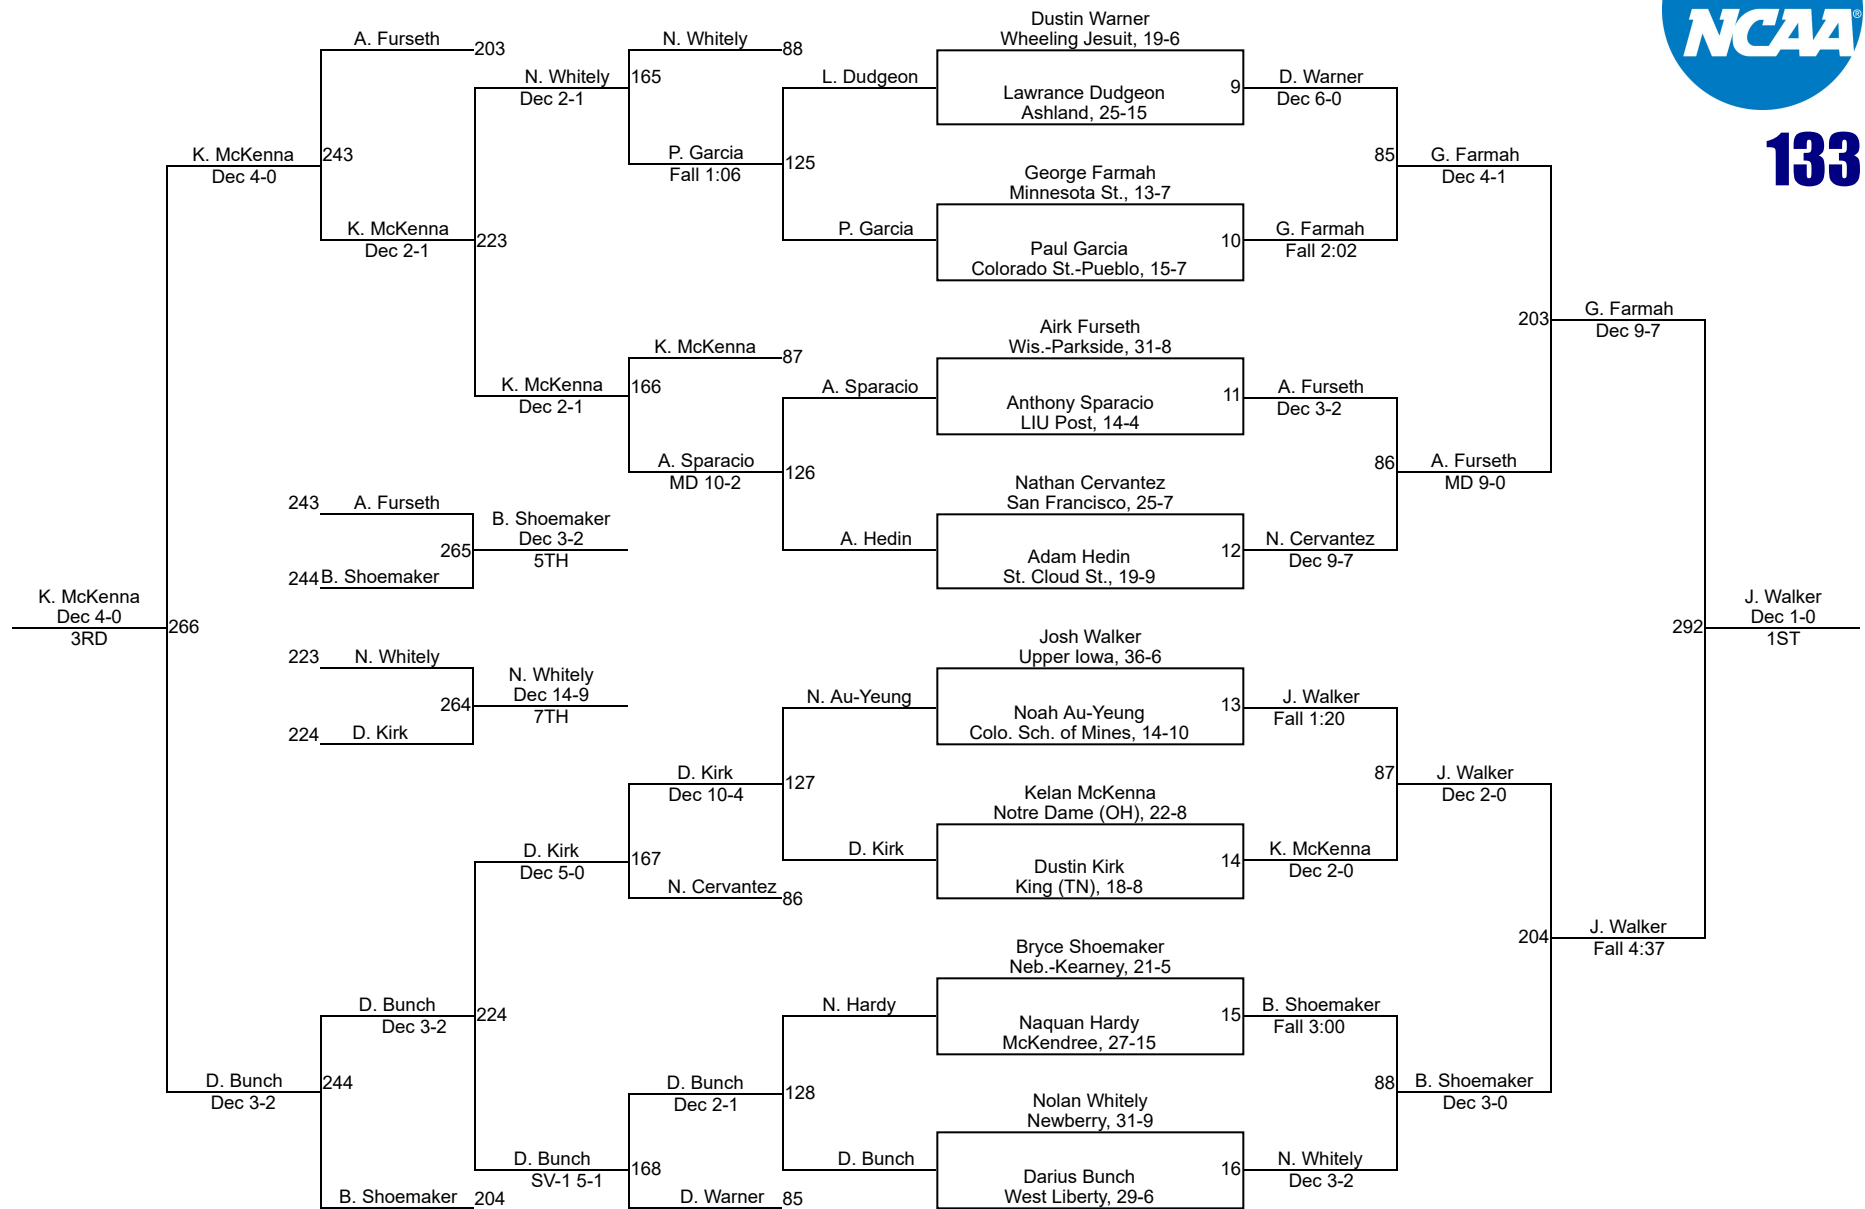 NCAA®
133
Dustin Warner
Wheeling Jesuit, 19-6
Lawrance Dudgeon
Ashland, 25-15
9
D. Warner
Dec 6-0
George Farmah
Minnesota St., 13-7
Paul Garcia
Colorado St.-Pueblo, 15-7
10
G. Farmah
Fall 2:02
85
G. Farmah
Dec 4-1
Airk Furseth
Wis.-Parkside, 31-8
Anthony Sparacio
LIU Post, 14-4
11
A. Furseth
Dec 3-2
Nathan Cervantez
San Francisco, 25-7
Adam Hedin
St. Cloud St., 19-9
12
N. Cervantez
Dec 9-7
86
A. Furseth
MD 9-0
203
G. Farmah
Dec 9-7
Josh Walker
Upper Iowa, 36-6
Noah Au-Yeung
Colo. Sch. of Mines, 14-10
13
J. Walker
Fall 1:20
Kelan McKenna
Notre Dame (OH), 22-8
Dustin Kirk
King (TN), 18-8
14
K. McKenna
Dec 2-0
87
J. Walker
Dec 2-0
Bryce Shoemaker
Neb.-Kearney, 21-5
Naquan Hardy
McKendree, 27-15
15
B. Shoemaker
Fall 3:00
Nolan Whitely
Newberry, 31-9
Darius Bunch
West Liberty, 29-6
16
N. Whitely
Dec 3-2
88
B. Shoemaker
Dec 3-0
204
J. Walker
Fall 4:37
292
J. Walker
Dec 1-0
1ST
L. Dudgeon
P. Garcia
125
P. Garcia
Fall 1:06
N. Whitely
88
165
N. Whitely
Dec 2-1
A. Sparacio
A. Hedin
126
A. Sparacio
MD 10-2
K. McKenna
87
166
K. McKenna
Dec 2-1
223
K. McKenna
Dec 2-1
A. Furseth
203
243
K. McKenna
Dec 4-0
243
A. Furseth
244
B. Shoemaker
265
B. Shoemaker
Dec 3-2
5TH
K. McKenna
Dec 4-0
3RD
266
223
N. Whitely
224
D. Kirk
264
N. Whitely
Dec 14-9
7TH
N. Au-Yeung
D. Kirk
127
D. Kirk
Dec 10-4
N. Cervantez
86
167
D. Kirk
Dec 5-0
N. Hardy
D. Bunch
128
D. Bunch
Dec 2-1
D. Warner
85
168
D. Bunch
SV-1 5-1
224
D. Bunch
Dec 3-2
B. Shoemaker
204
244
D. Bunch
Dec 3-2